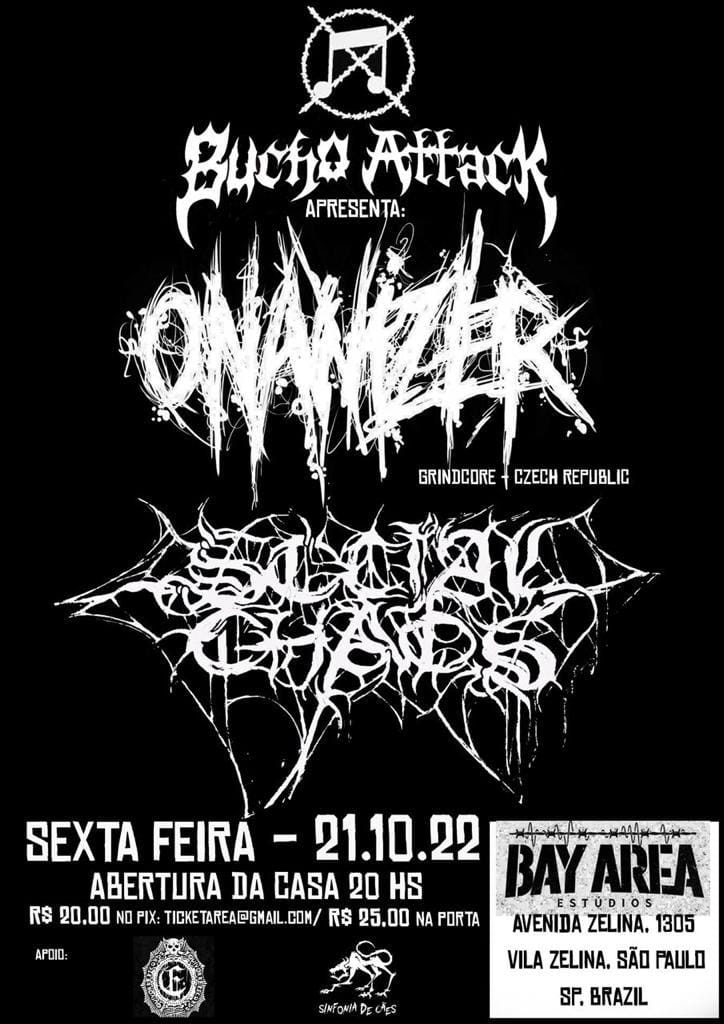 Bucho Attack
APRESENTA:
ONANIZER
GRINDCORE - CZECH REPUBLIC
SOCIAL
CHAOS
SEXTA FEIRA - 21.10.22
ABERTURA DA CASA 20 HS
R$ 20,00 NO PIX: TICKETAREA@GMAIL.COM/ R$ 25,00 NA PORTA
APOIO:
E
SINFONIA DE CÃES
BAY AREA
ESTÚDIOS
AVENIDA ZELINA, 1305
VILA ZELINA, SÃO PAULO
SP, BRAZIL